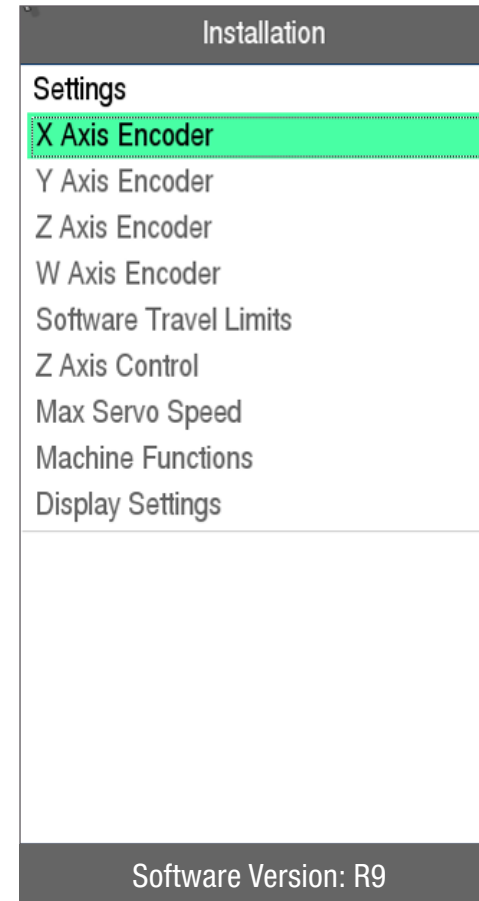 Installation
Settings
X Axis Encoder
Y Axis Encoder
Z Axis Encoder
W Axis Encoder
Software Travel Limits
Z Axis Control
Max Servo Speed
Machine Functions
Display Settings
Software Version: R9